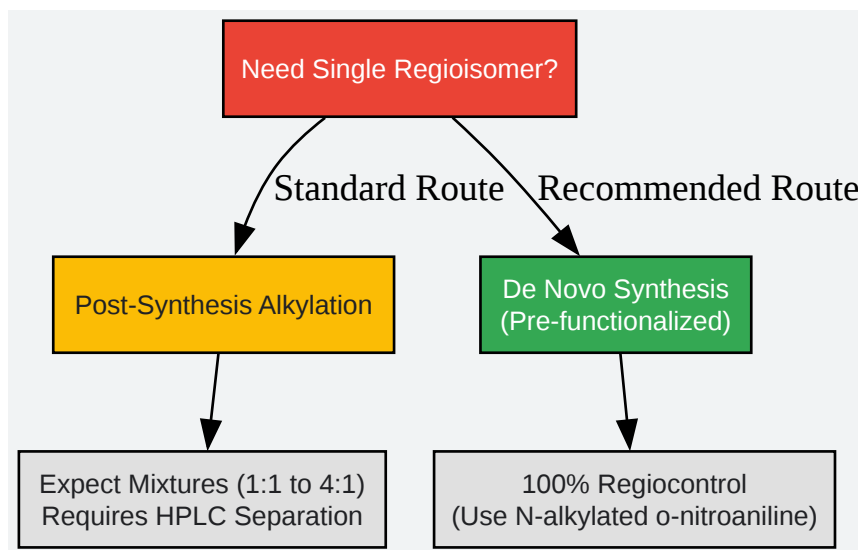 Need Single Regioisomer?
Standard Route
Recommended Route
Post-Synthesis Alkylation
De Novo Synthesis
(Pre-functionalized)
Expect Mixtures (1:1 to 4:1)
Requires HPLC Separation
100% Regiocontrol
(Use N-alkylated o-nitroaniline)